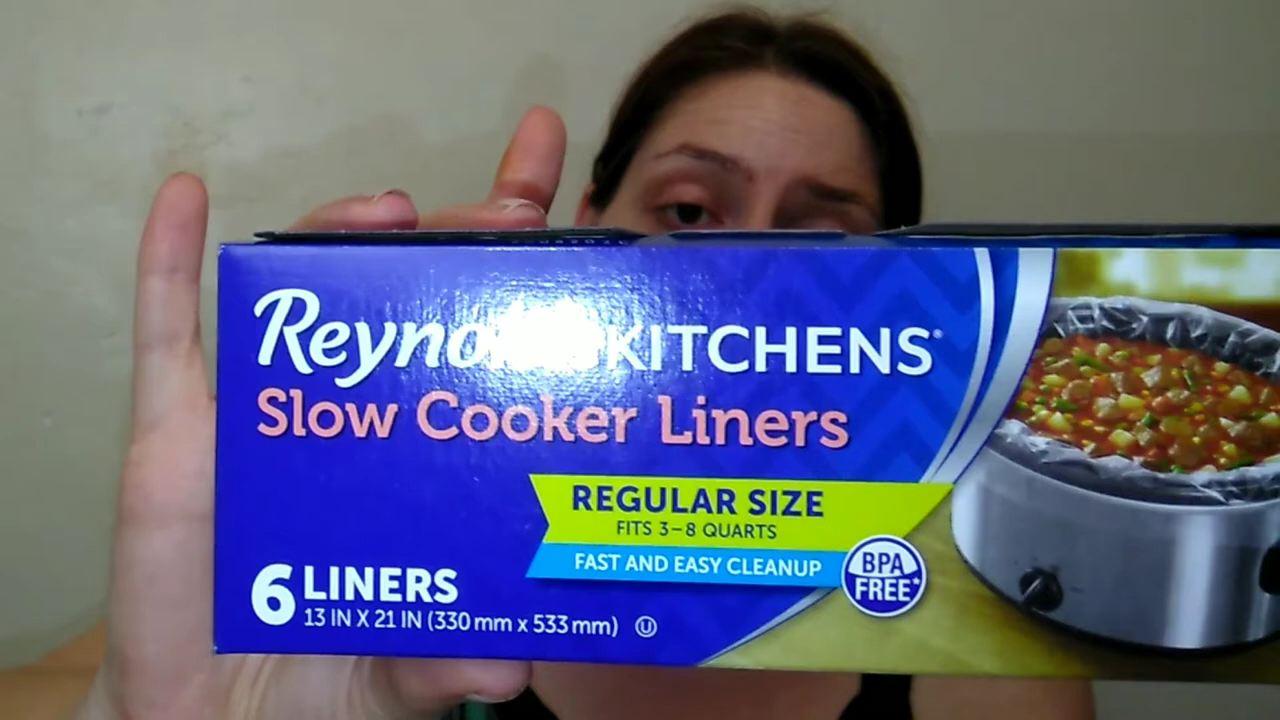 Reyno KITCHENS®
Slow Cooker Liners
REGULAR SIZE
FITS 3–8 QUARTS
FAST AND EASY CLEANUP
BPA
FREE*
6 LINERS
13 IN X 21 IN (330 mm x 533 mm) U